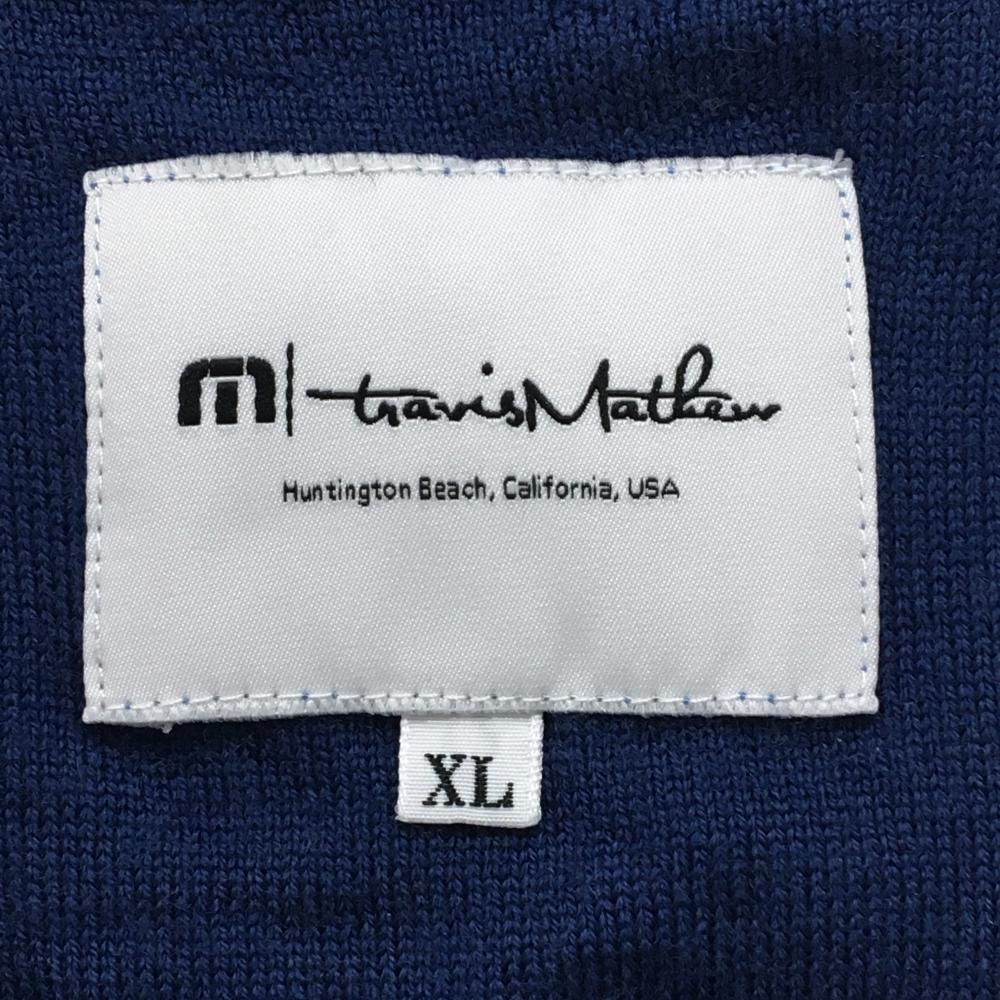 m | travisMathew
Huntington Beach, California, USA
XL